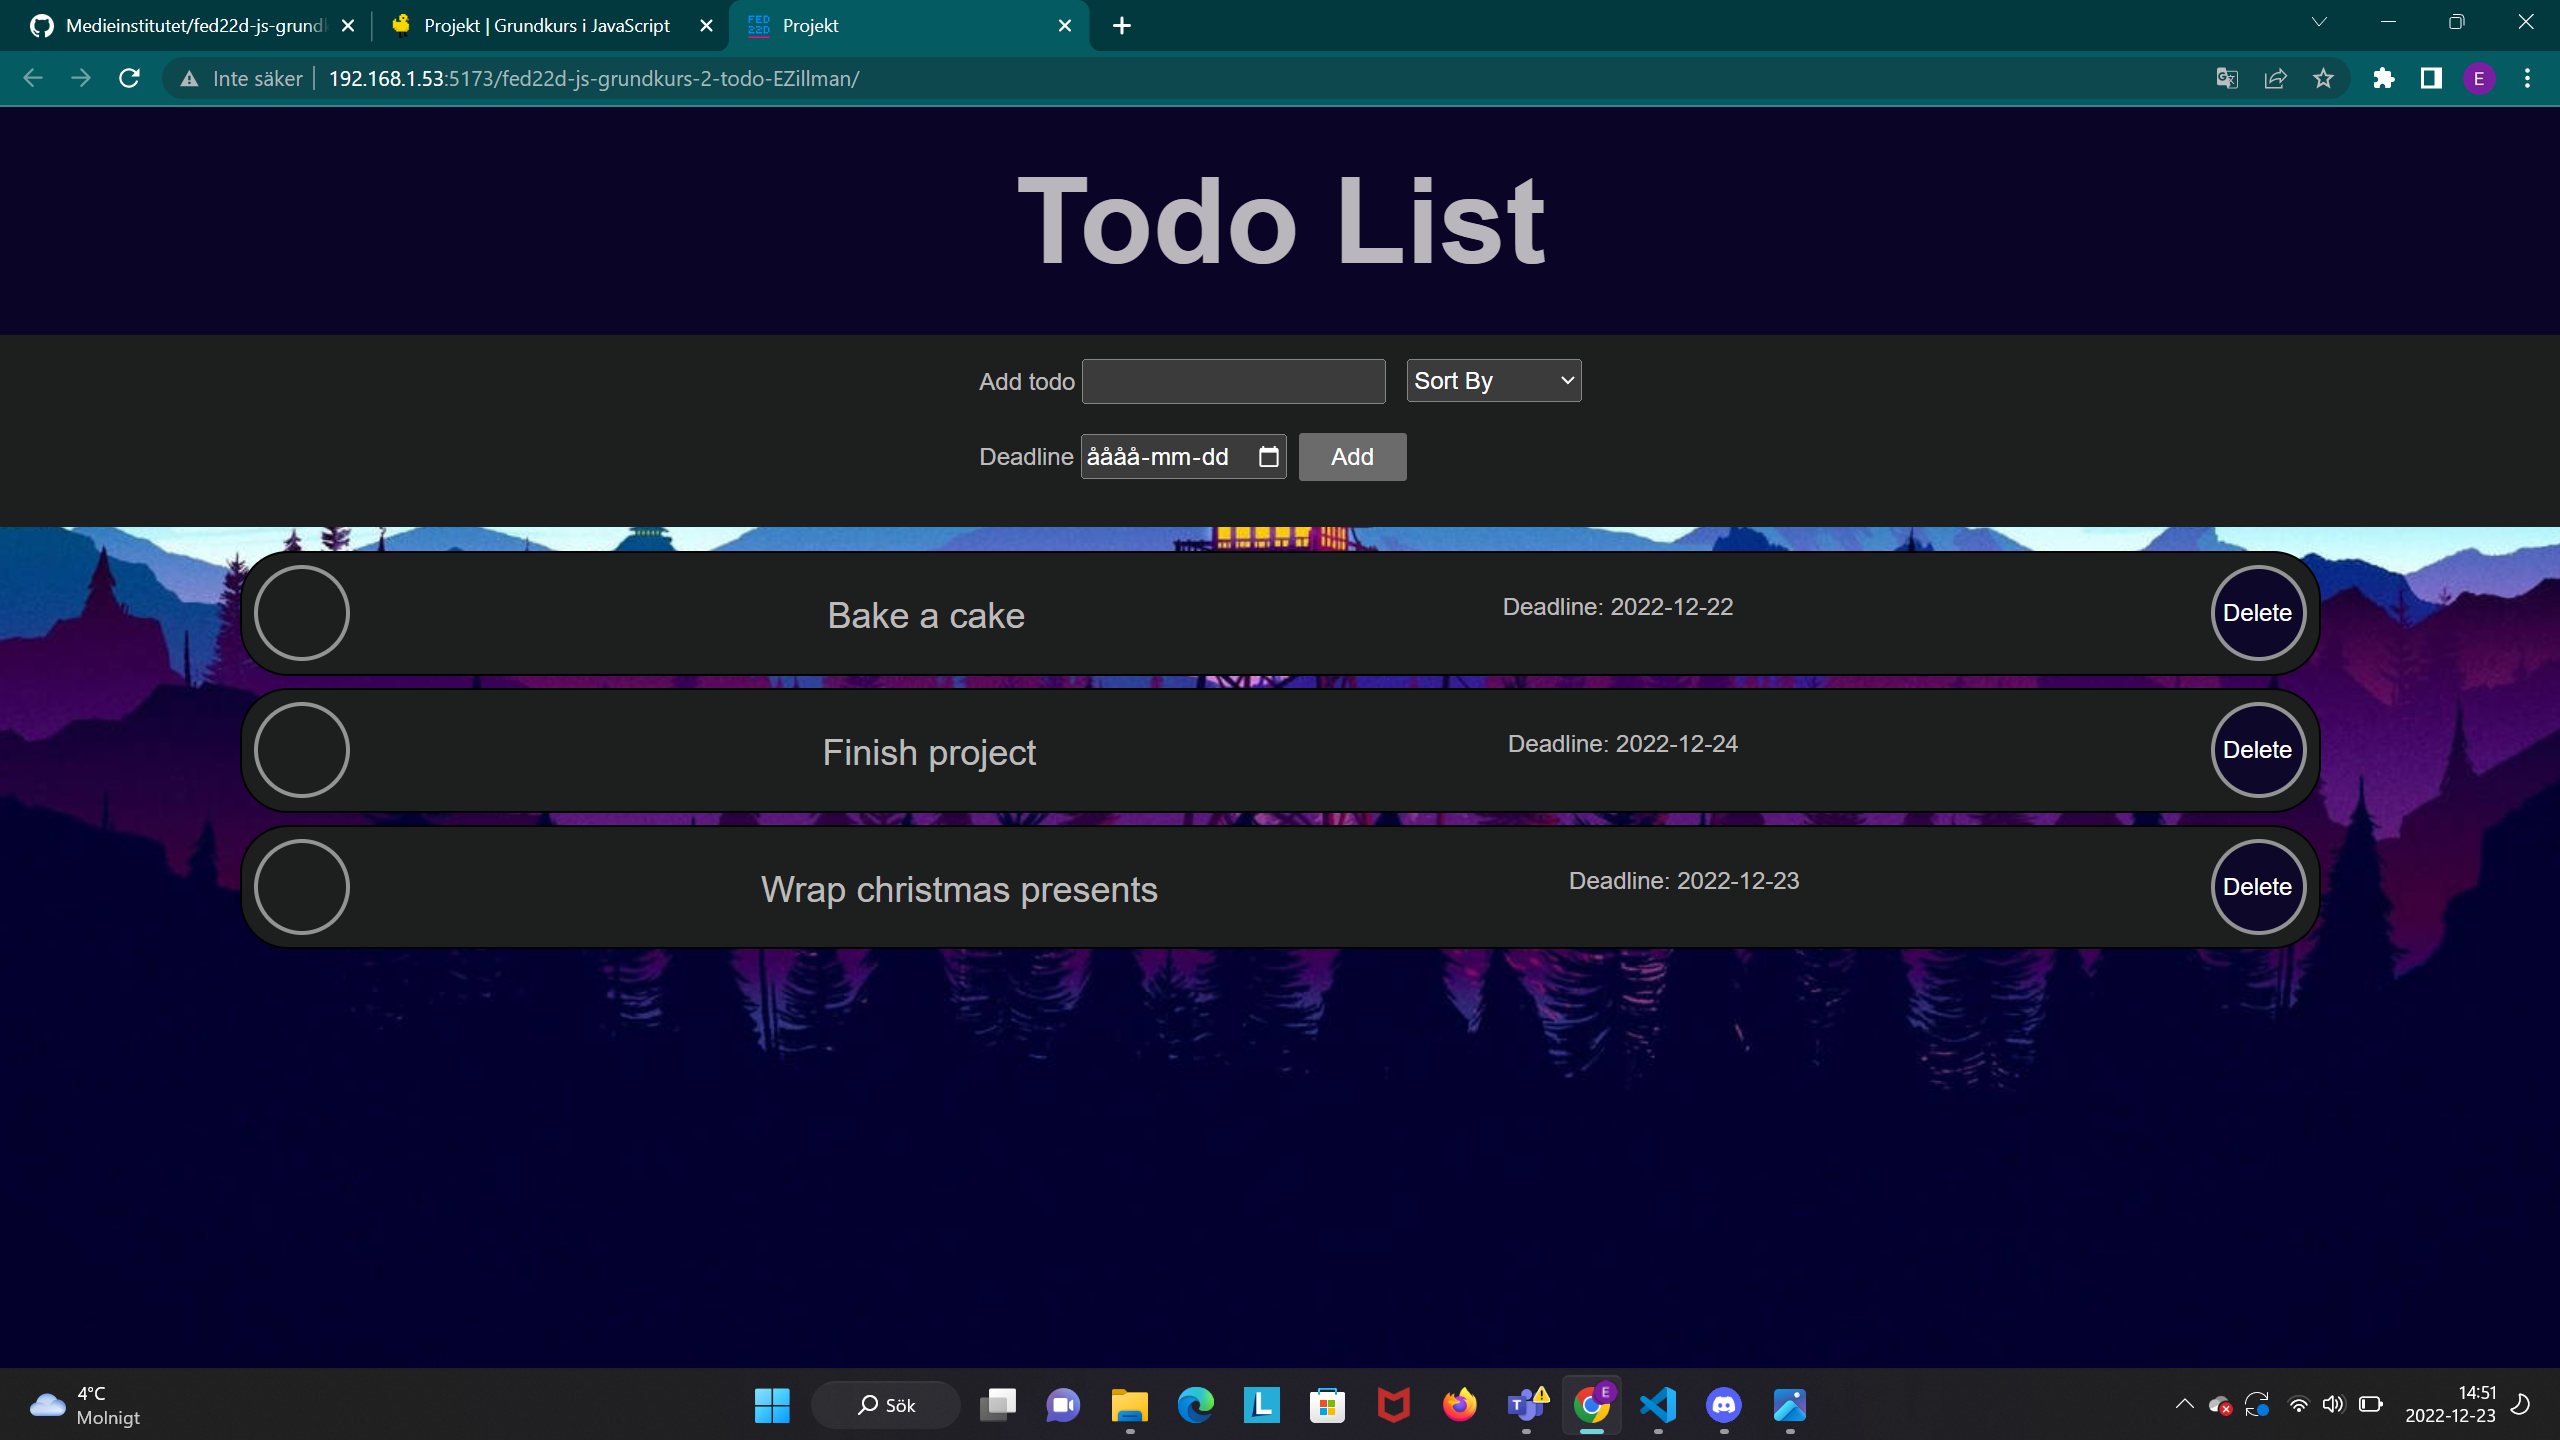 Medieinstitutet/fed22d-js-grund
Projekt | Grundkurs i JavaScript
FED
22D
Projekt
Inte säker
192.168.1.53:5173/fed22d-js-grundkurs-2-todo-EZillman/
E
Todo List
Add todo
Sort By
Deadline
åååå-mm-dd
Add
Bake a cake
Deadline: 2022-12-22
Delete
Finish project
Deadline: 2022-12-24
Delete
Wrap christmas presents
Deadline: 2022-12-23
Delete
4°C
Molnigt
Sök
L
T
E
14:51
2022-12-23